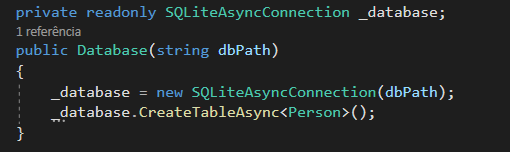 private readonly SQLiteAsyncConnection _database;
1 referência
public Database(string dbPath)
{
_database = new SQLiteAsyncConnection(dbPath);
_database.CreateTableAsync<Person>();
}